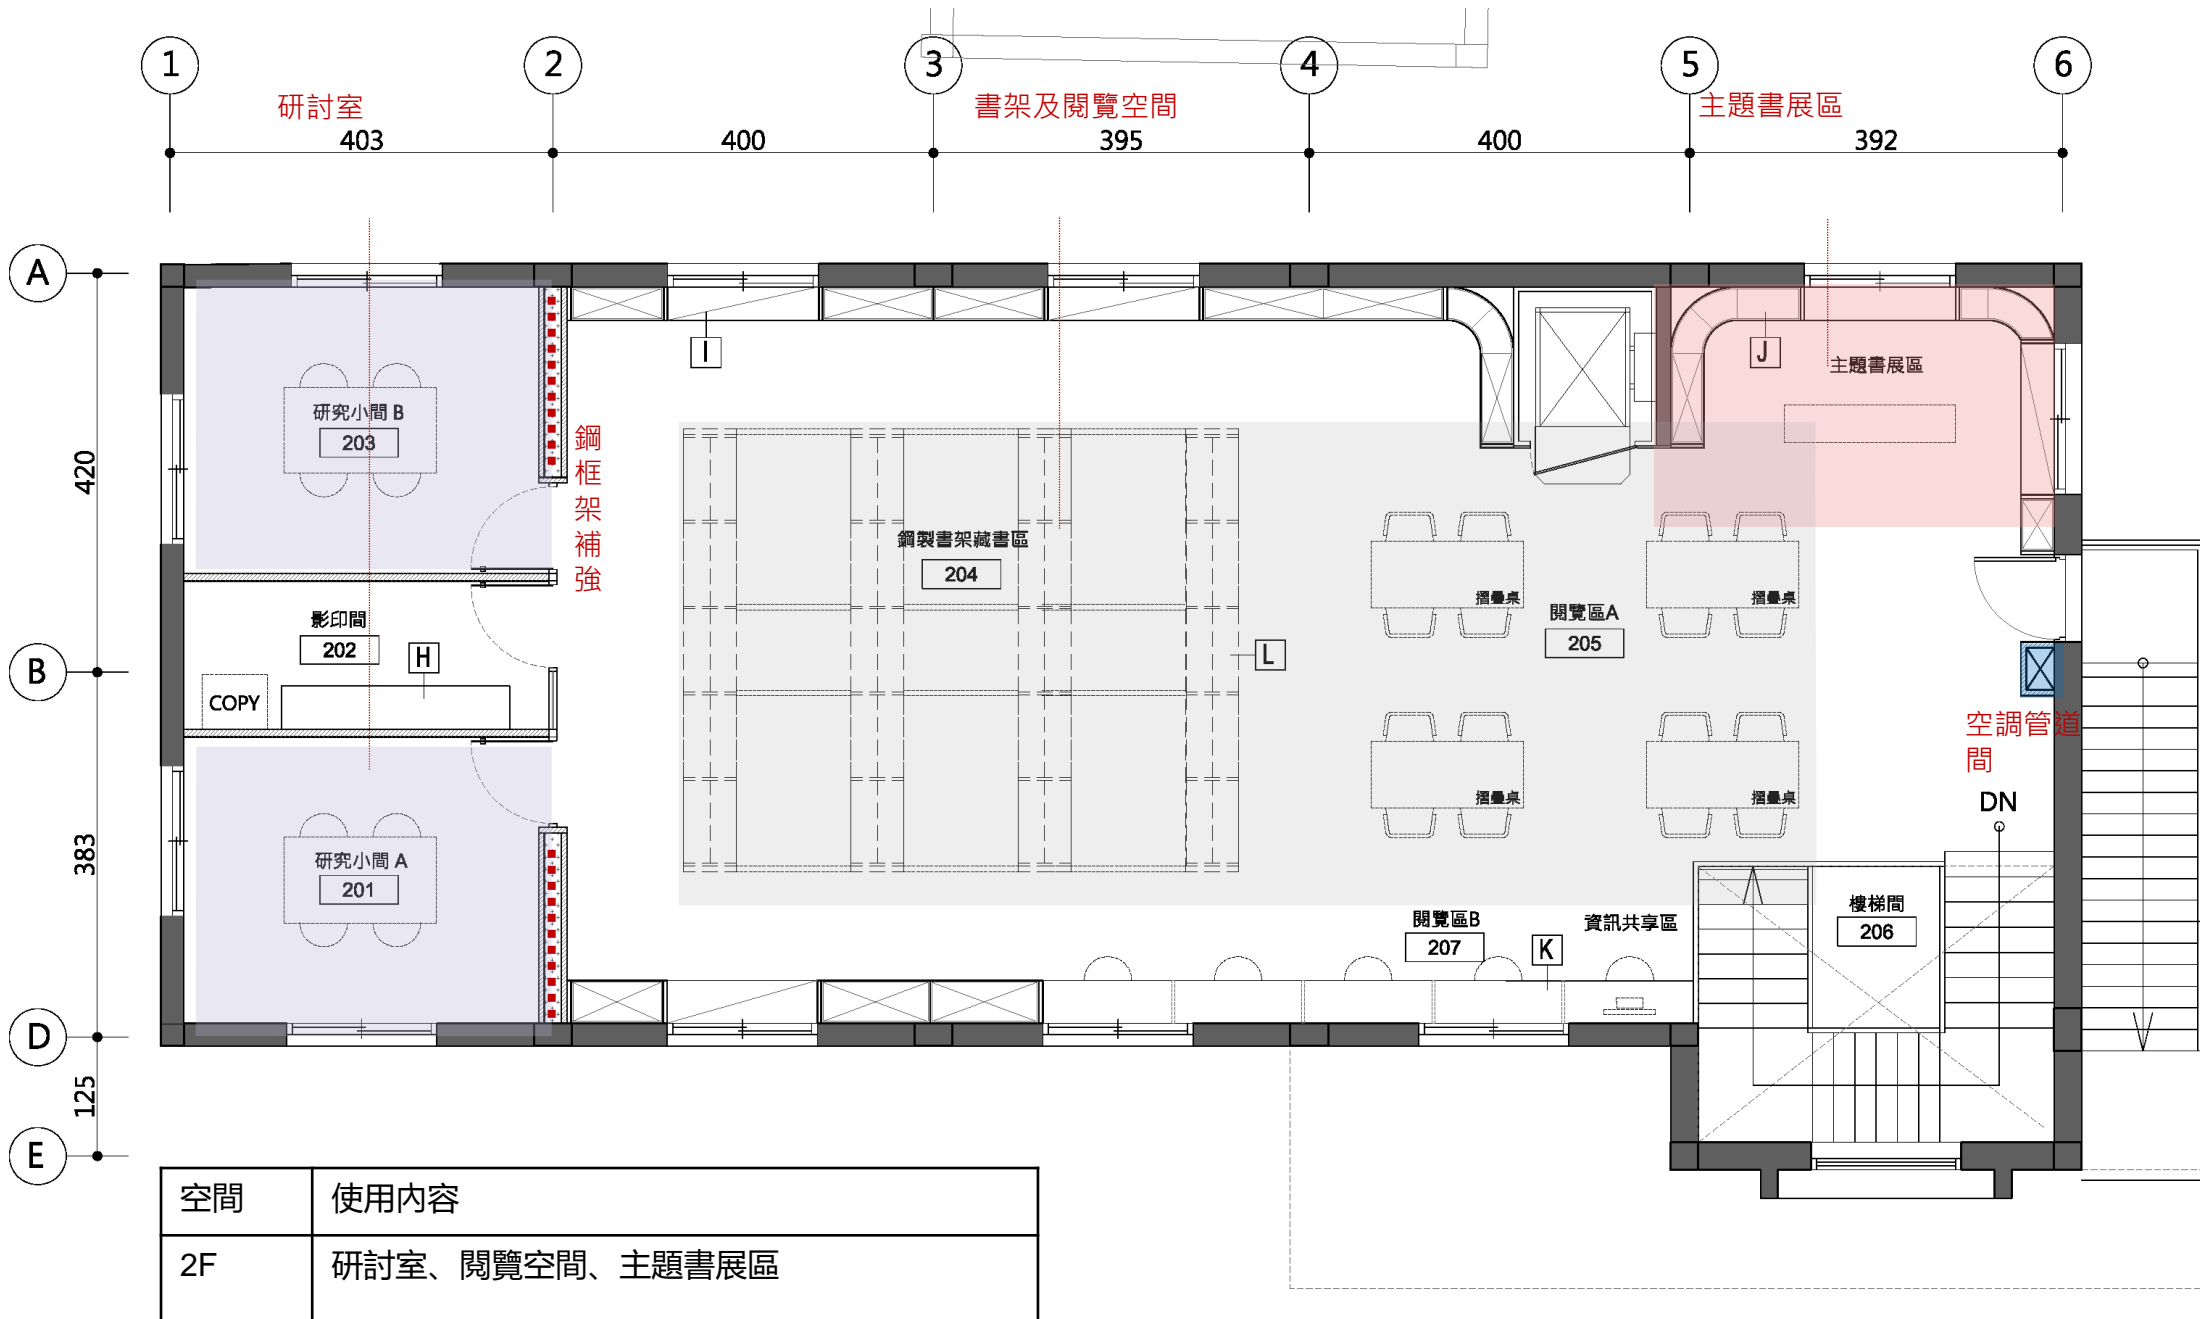 1
2
3
4
5
6
研討室
書架及閱覽空間
主題書展區
403
400
395
400
392
A
I
J
主題書展區
研究小間 B
203
鋼框架補強
420
鋼製書架藏書區
204
摺疊桌
摺疊桌
閱覽區A
205
影印間
202
H
L
B
COPY
空調管道
間
摺疊桌
摺疊桌
DN
383
研究小間 A
201
樓梯間
206
閱覽區B
207
資訊共享區
K
D
125
E
空間
使用內容
2F
研討室、閱覽空間、主題書展區